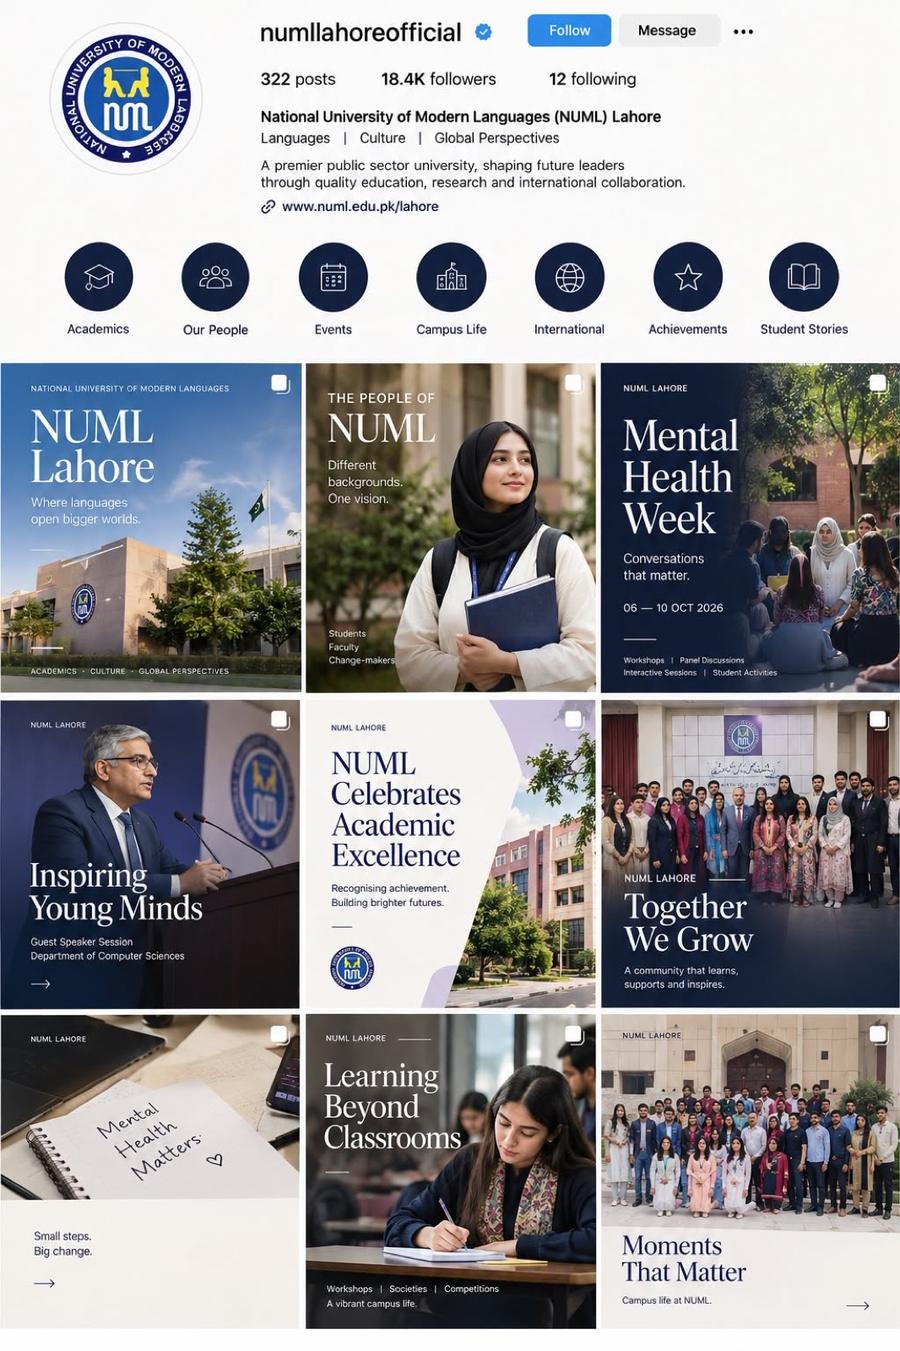 numllahoreofficial
Follow
Message
322 posts
18.4K followers
12 following
NATIONAL UNIVERSITY OF MODERN
num
National University of Modern Languages (NUML) Lahore
Languages | Culture | Global Perspectives
A premier public sector university, shaping future leaders
through quality education, research and international collaboration.
www.numl.edu.pk/lahore
Academics
Our People
Events
Campus Life
International
Achievements
Student Stories
NATIONAL UNIVERSITY OF MODERN LANGUAGES
NUML
Lahore
Where languages
open bigger worlds.
ACADEMICS - CULTURE - GLOBAL PERSPECTIVES
THE PEOPLE OF
NUML
Different
backgrounds.
One vision.
Students
Faculty
Change-makers
NUML LAHORE
Mental
Health
Week
Conversations
that matter.
06 — 10 OCT 2026
Workshops | Panel Discussions
Interactive Sessions | Student Activities
NUML LAHORE
Inspiring
Young Minds
Guest Speaker Session
Department of Computer Sciences
NUML LAHORE
NUML
Celebrates
Academic
Excellence
Recognising achievement.
Building brighter futures.
NUML LAHORE
Together
We Grow
A community that learns,
supports and inspires.
NUML LAHORE
Mental
Health
Matters
Small steps.
Big change.
NUML LAHORE
Learning
Beyond
Classrooms
Workshops | Societies | Competitions
A vibrant campus life.
NUML LAHORE
Moments
That Matter
Campus life at NUML.